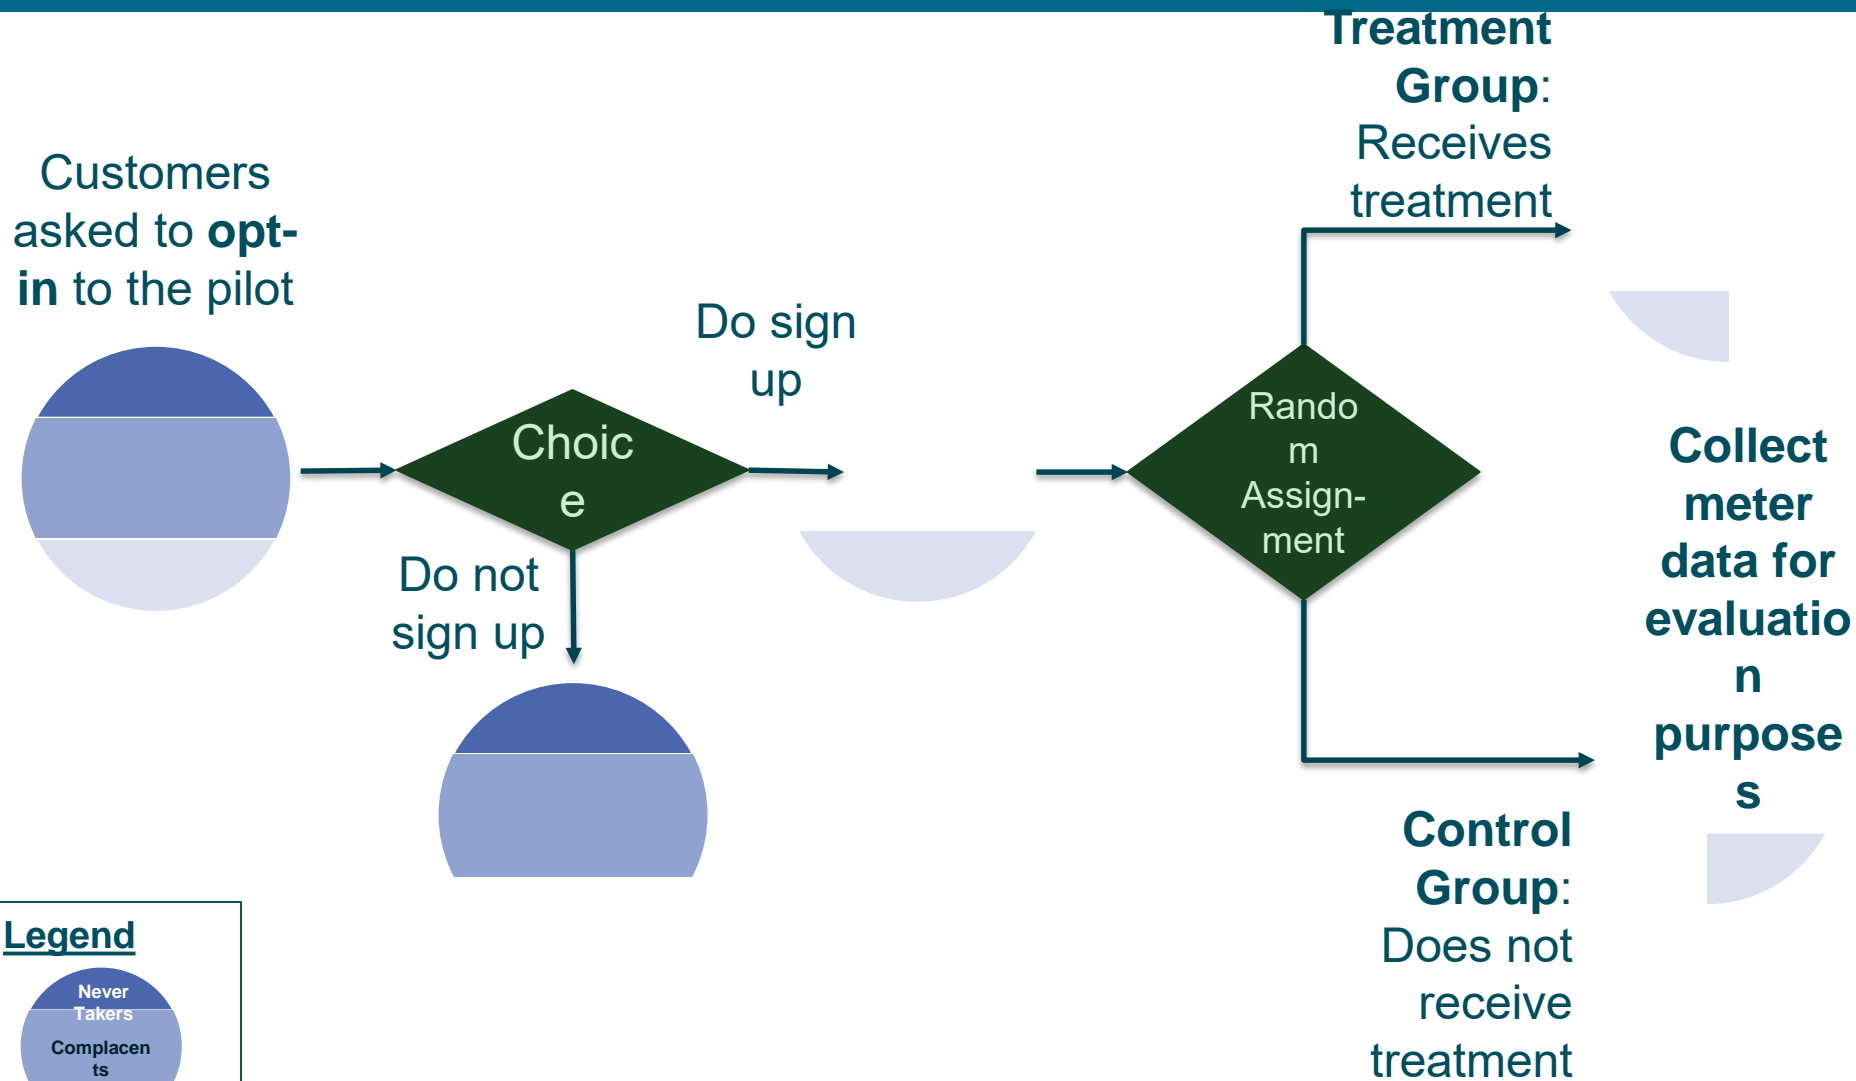 Treatment
Group:
Receives
treatment
Customers
asked to opt-
in to the pilot
Do sign
up
Choic
e
Do not
sign up
Rando
m
Assign-
ment
Collect
meter
data for
evaluatio
n
purpose
s
Control
Group:
Does not
receive
treatment
Legend
Never
Takers
Complacen
ts